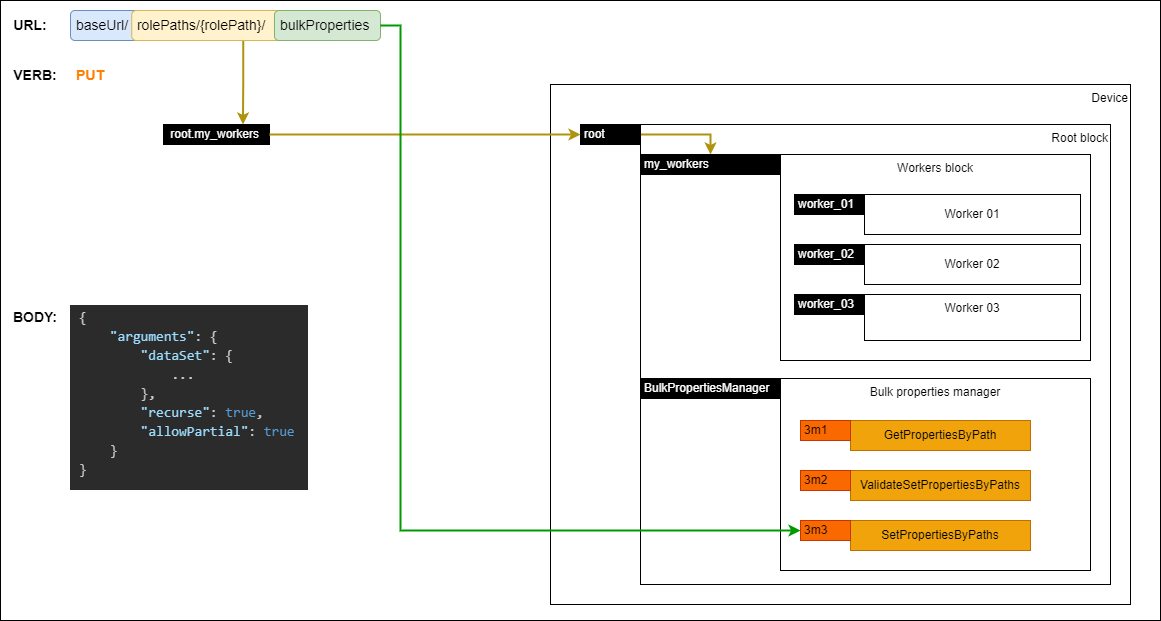 URL: baseUrl/ rolePaths/{rolePath}/ bulkProperties
VERB: PUT
Device
root.my_workers
root
Root block
my_workers
Workers block
worker_01
Worker 01
worker_02
Worker 02
worker_03
Worker 03
BODY:
{
"arguments": {
"dataSet": {
...
},
"recurse": true,
"allowPartial": true
}
}
BulkPropertiesManager
Bulk properties manager
3m1
GetPropertiesByPath
3m2
ValidateSetPropertiesByPaths
3m3
SetPropertiesByPaths